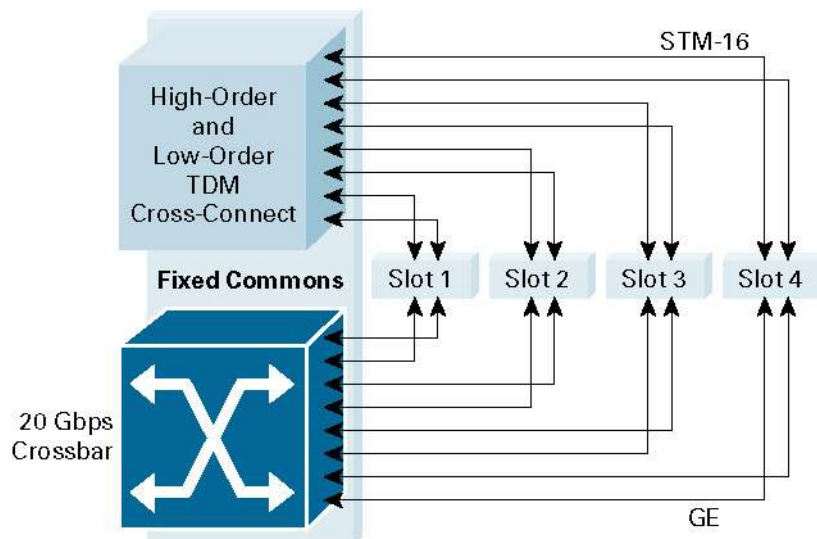 STM-16
High-Order
and
Low-Order
TDM
Cross-Connect
Fixed Commons
Slot 1
Slot 2
Slot 3
Slot 4
20 Gbps
Crossbar
GE